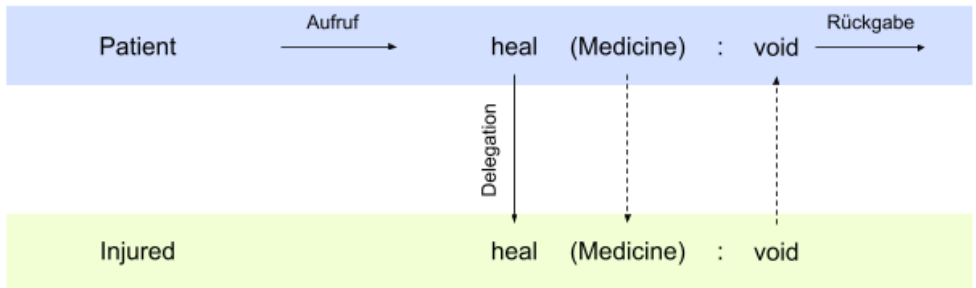 Aufruf
Rückgabe
Patient heal (Medicine) : void
Delegation
Injured heal (Medicine) : void